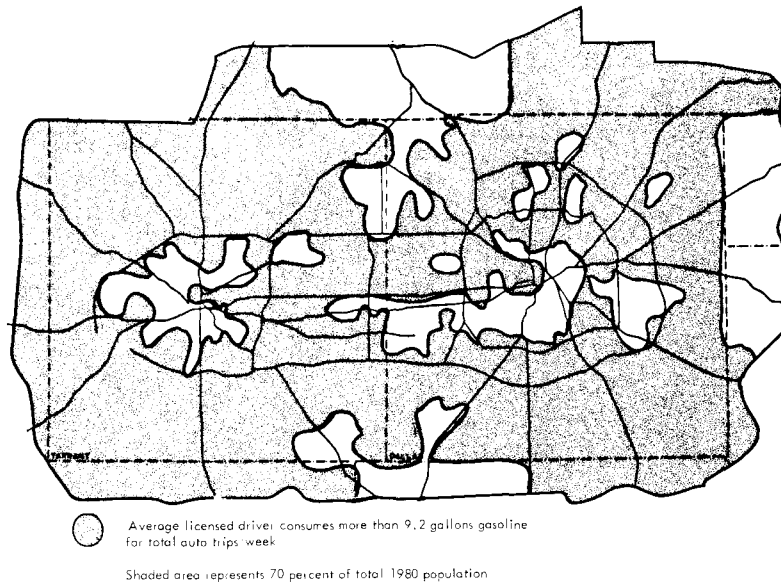 TARRANT
Average licensed driver consumes more than 9.2 gallons gasoline
for total auto trips/week
Shaded area represents 70 percent of total 1980 population